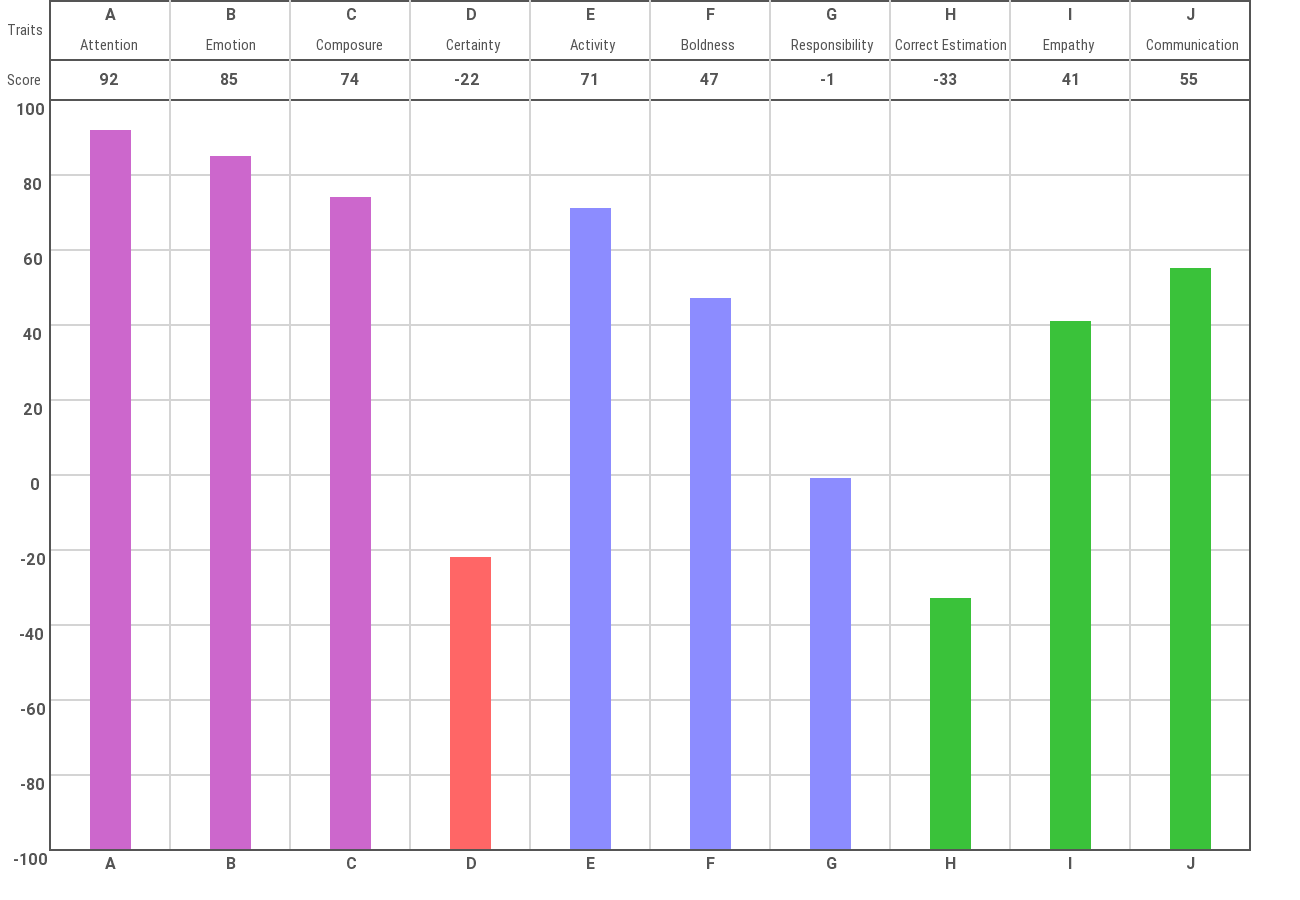 Traits A B C D E F G H I J
Attention Emotion Composure Certainty Activity Boldness Responsibility Correct Estimation Empathy Communication
Score 92 85 74 -22 71 47 -1 -33 41 55
100
80
60
40
20
0
-20
-40
-60
-80
-100
A B C D E F G H I J